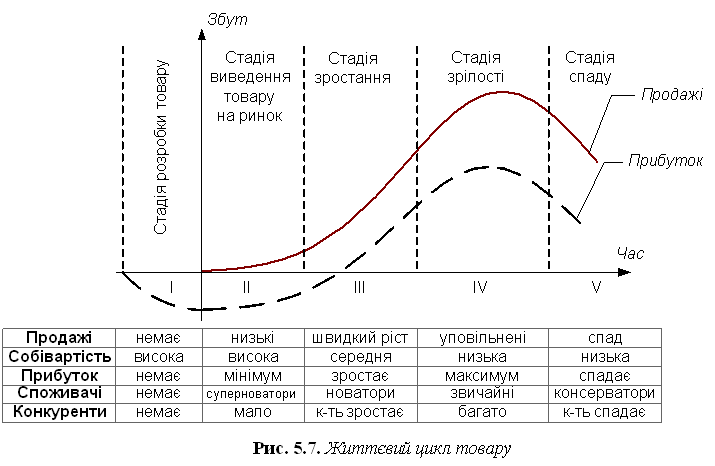 Збут
Стадія розробки товару
Стадія
виведення
товару
на ринок
Стадія
зростання
Стадія
зрілості
Стадія
спаду
Продажі
Прибуток
Час
I II III IV V
Продажі немає низькі швидкий ріст уповільнені спад
Собівартість висока висока середня низька низька
Прибуток немає мінімум зростає максимум спадає
Споживачі немає суперноватори новатори звичайні консерватори
Конкуренти немає мало к-ть зростає багато к-ть спадає
Рис. 5.7. Життєвий цикл товару